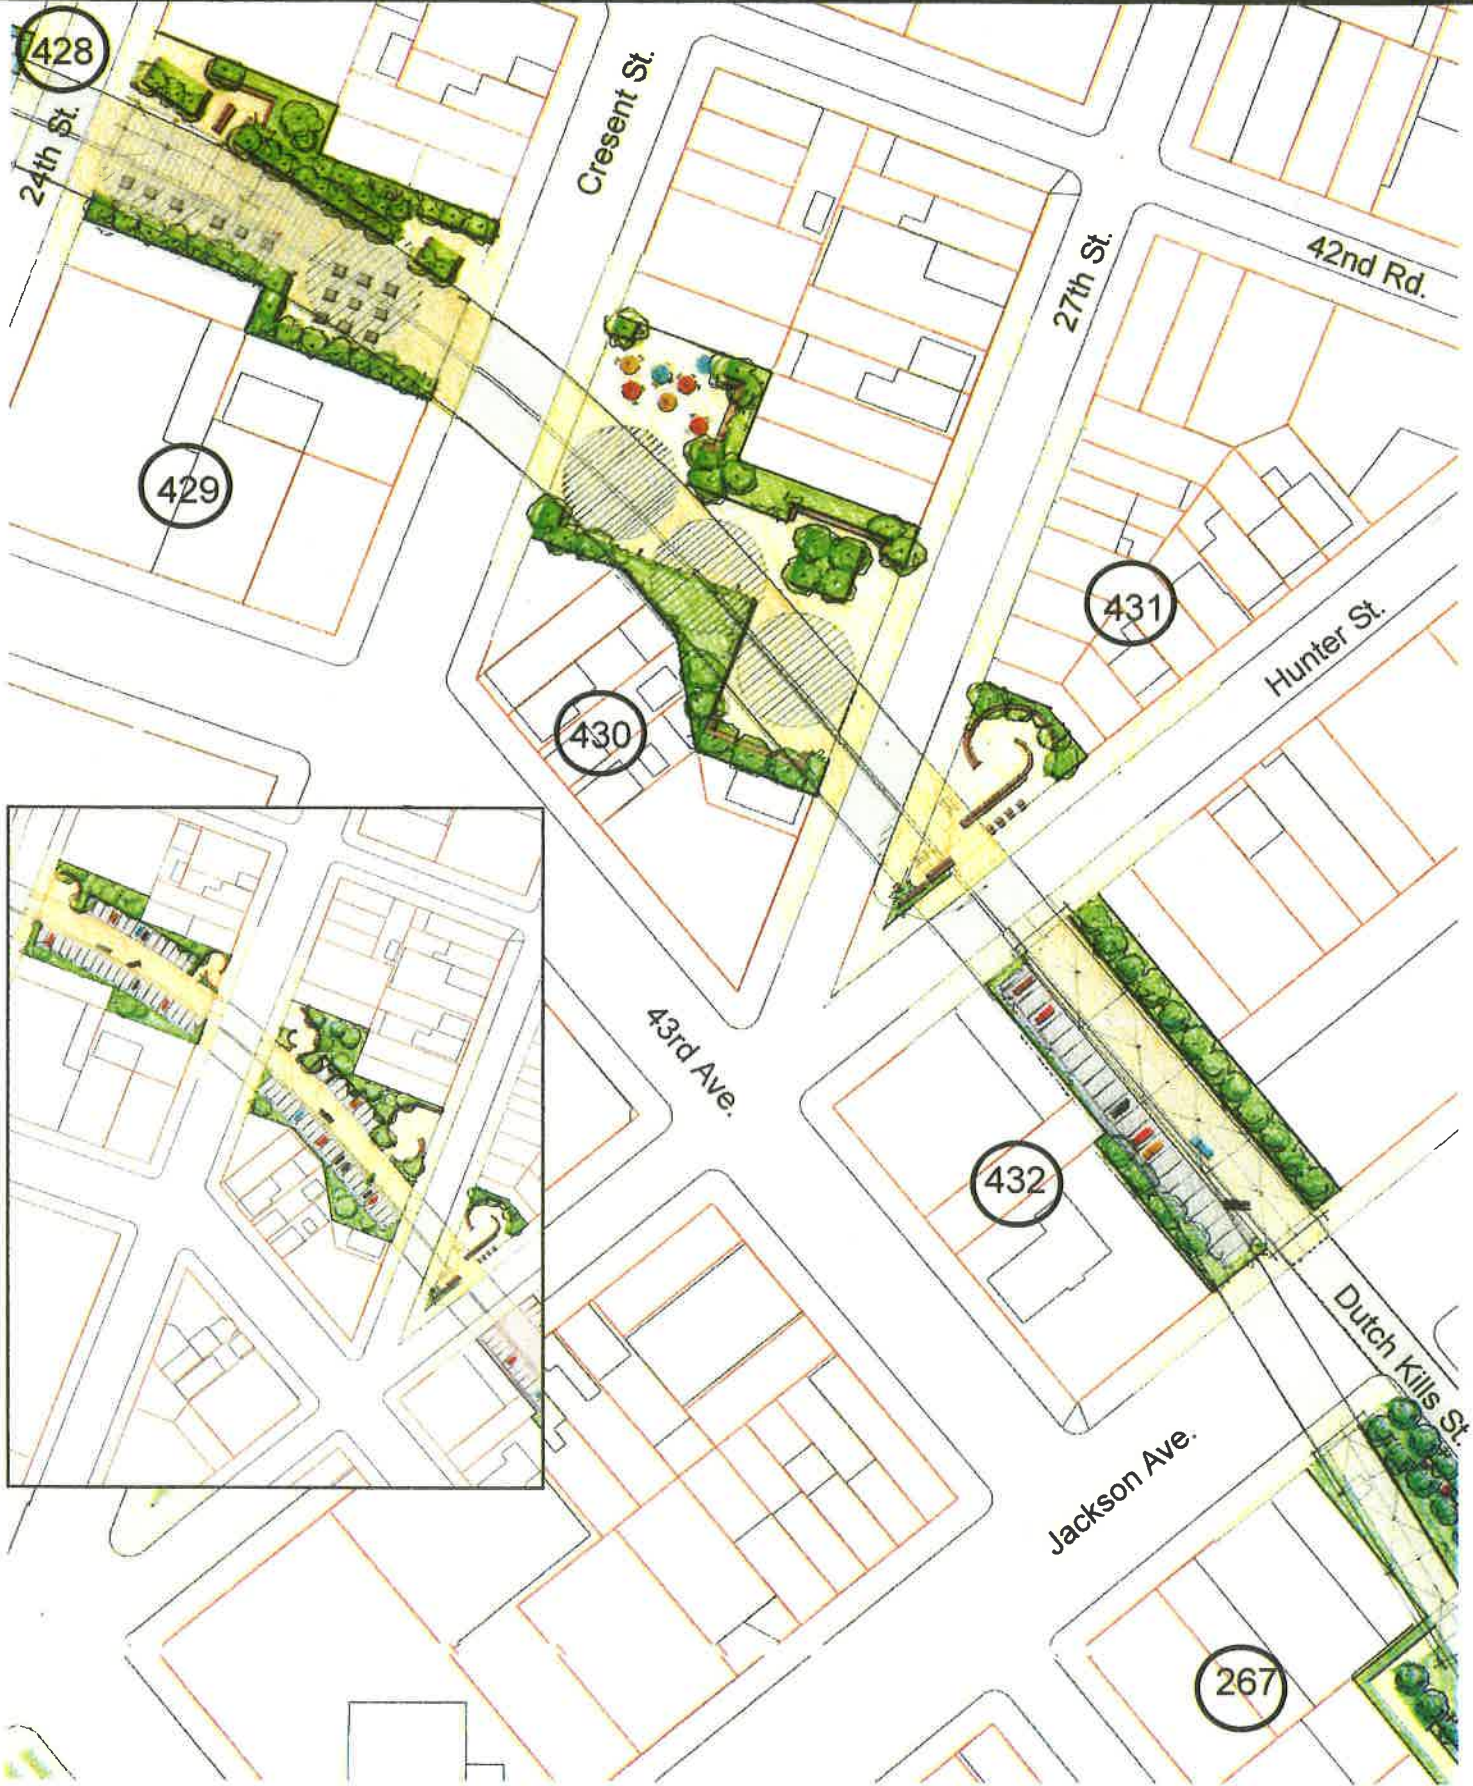 428
24th St.
Cresent St.
27th St.
42nd Rd.
429
431
Hunter St.
430
43rd Ave.
432
Dutch Kills St.
Jackson Ave.
267